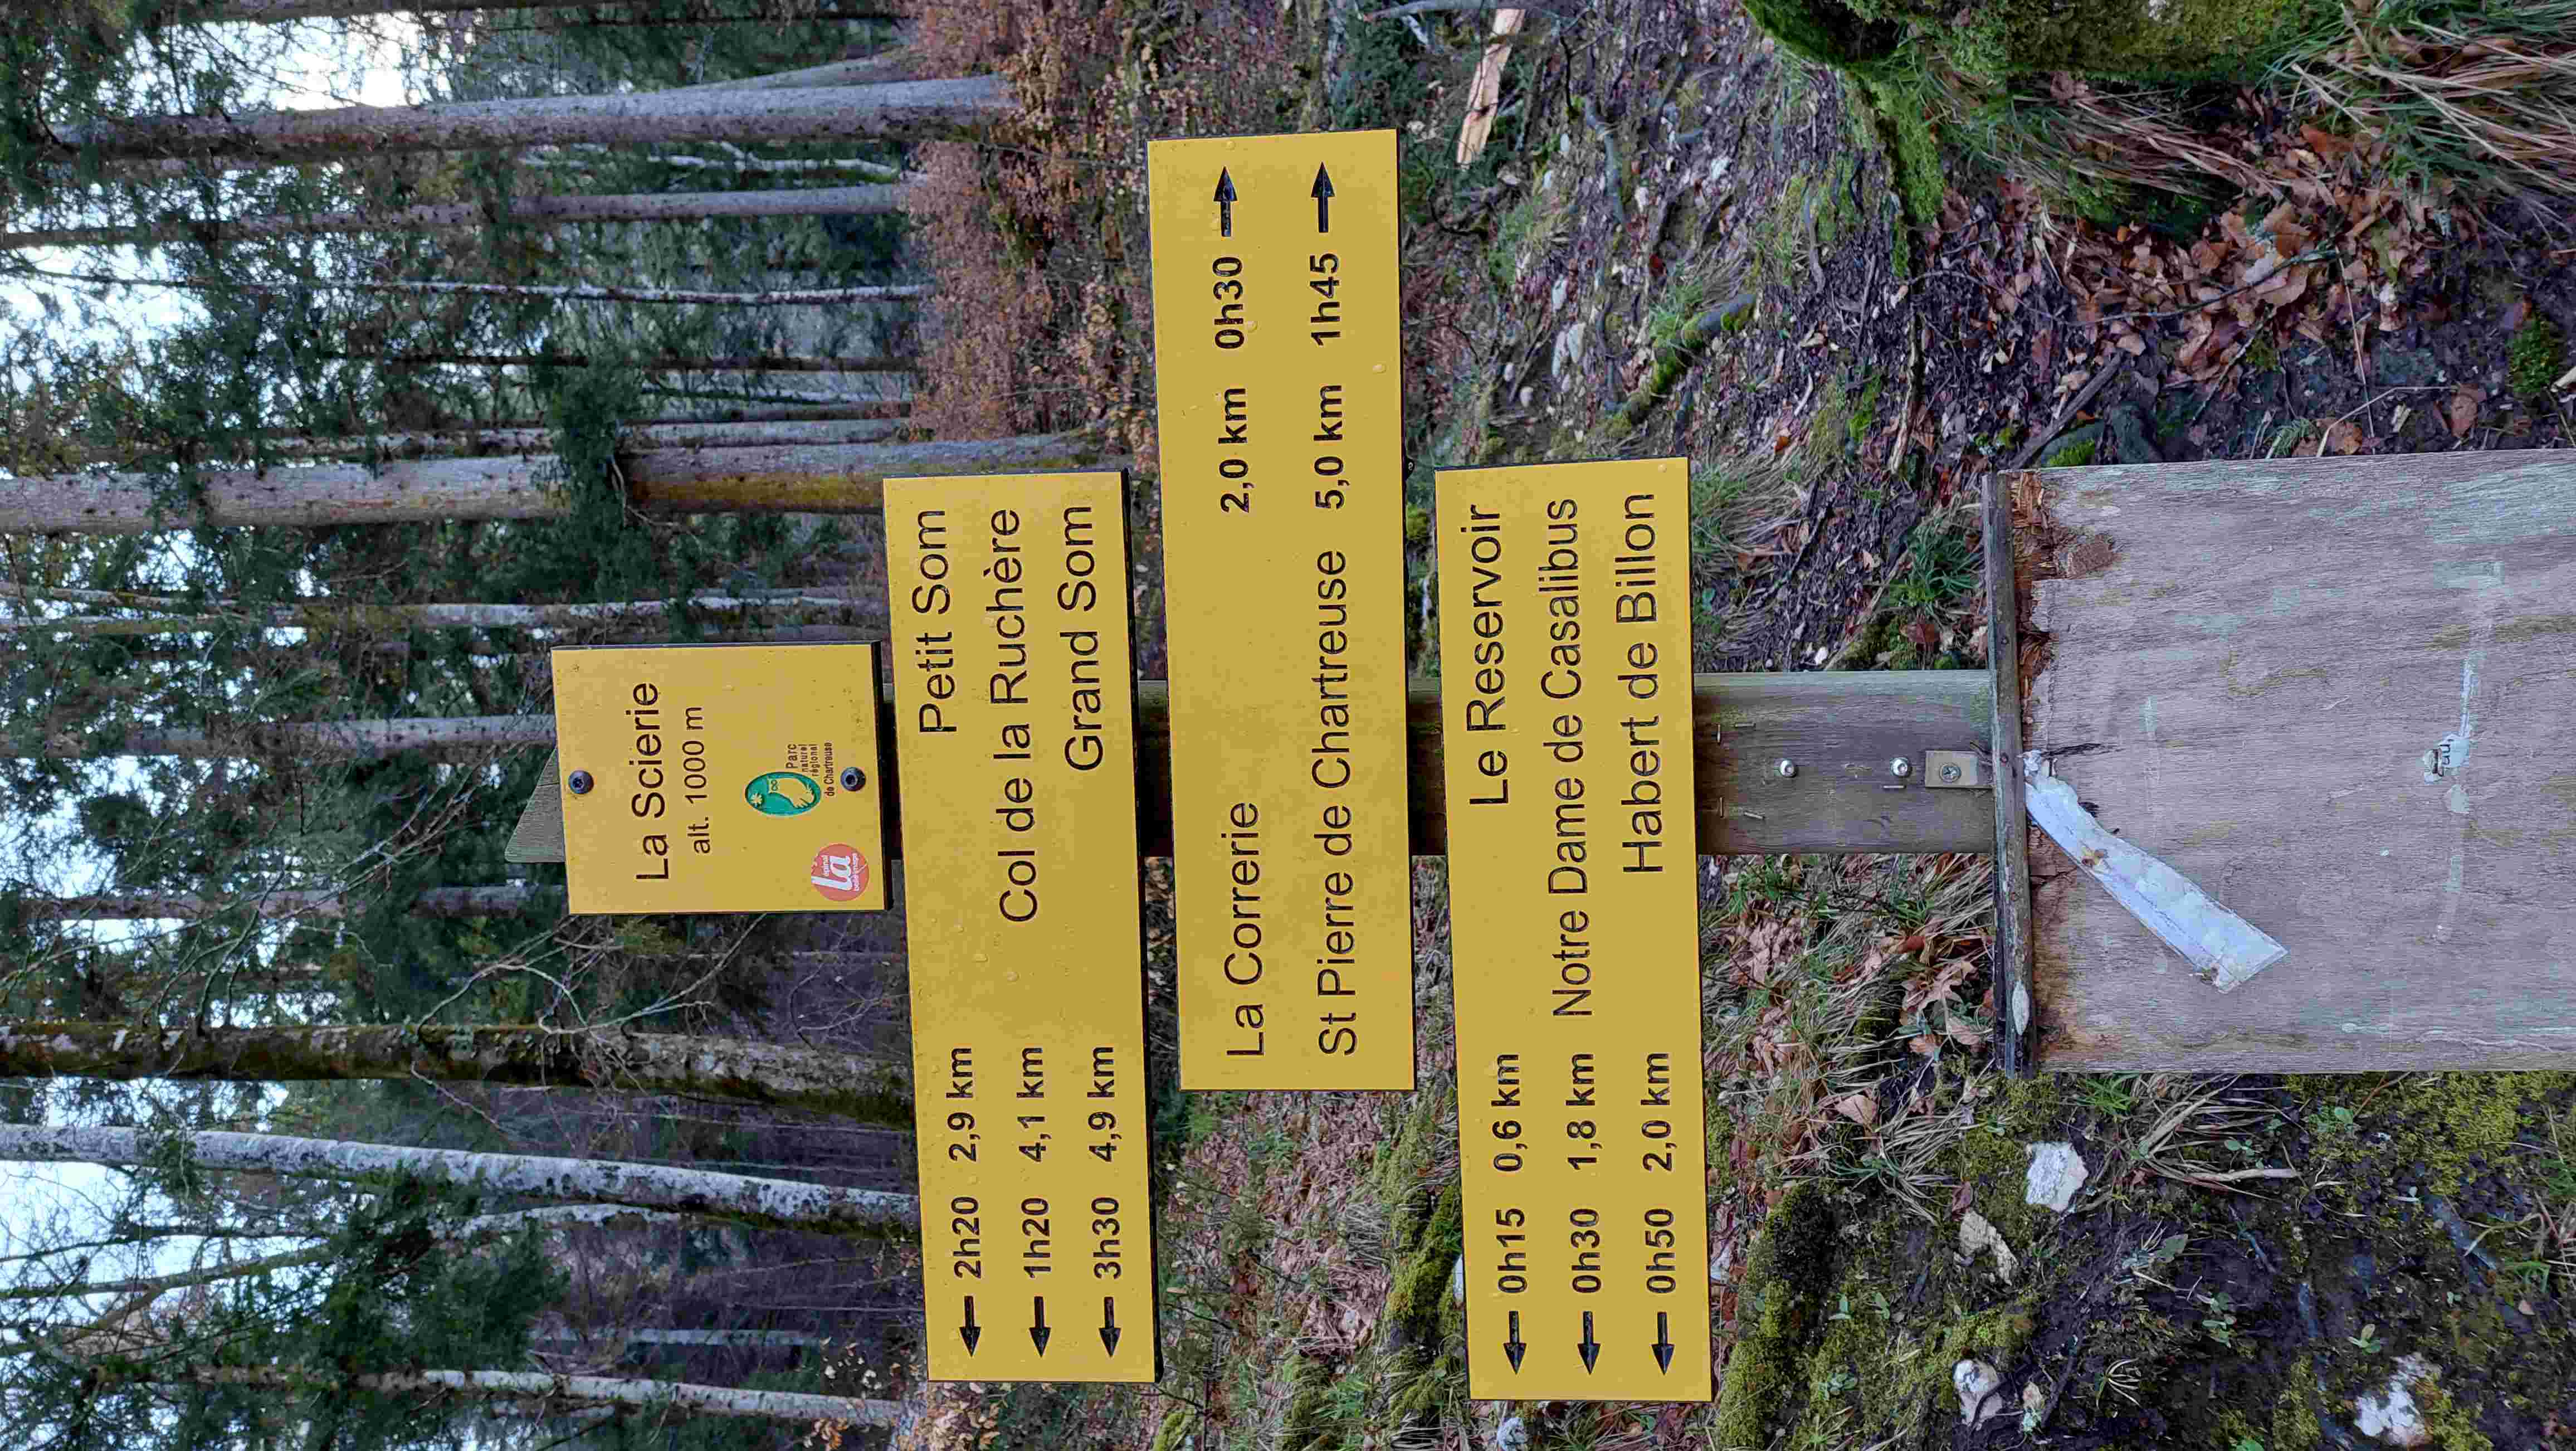 La Scierie
alt. 1000 m
Parc
naturel
régional
de Chartreuse
épinal
la
belle image
← 2h20 2,9 km Petit Som
← 1h20 4,1 km Col de la Ruchère
← 3h30 4,9 km Grand Som
La Correrie 2,0 km 0h30 →
St Pierre de Chartreuse 5,0 km 1h45 →
← 0h15 0,6 km Le Reservoir
← 0h30 1,8 km Notre Dame de Casalibus
← 0h50 2,0 km Habert de Billon